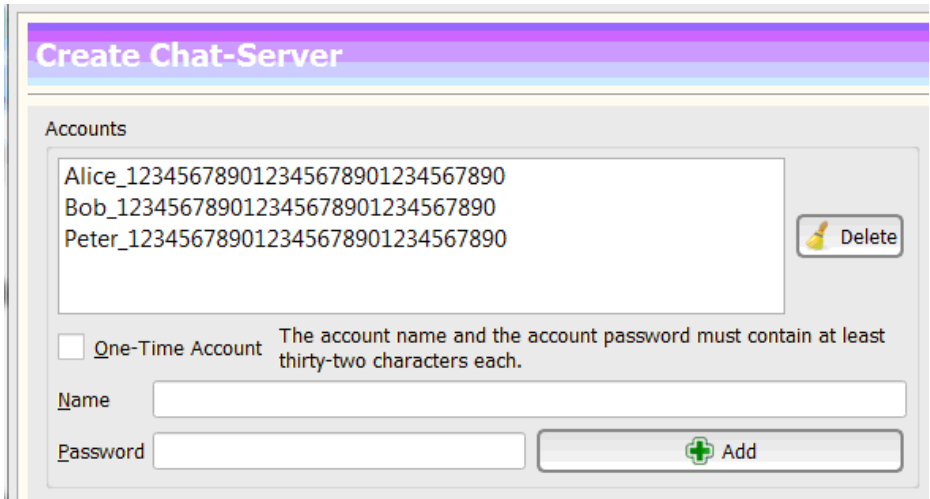 Create Chat-Server
Accounts
Alice_123456789012345678901234567890
Bob_123456789012345678901234567890
Peter_123456789012345678901234567890
Delete
One-Time Account
The account name and the account password must contain at least
thirty-two characters each.
Name
Password
Add